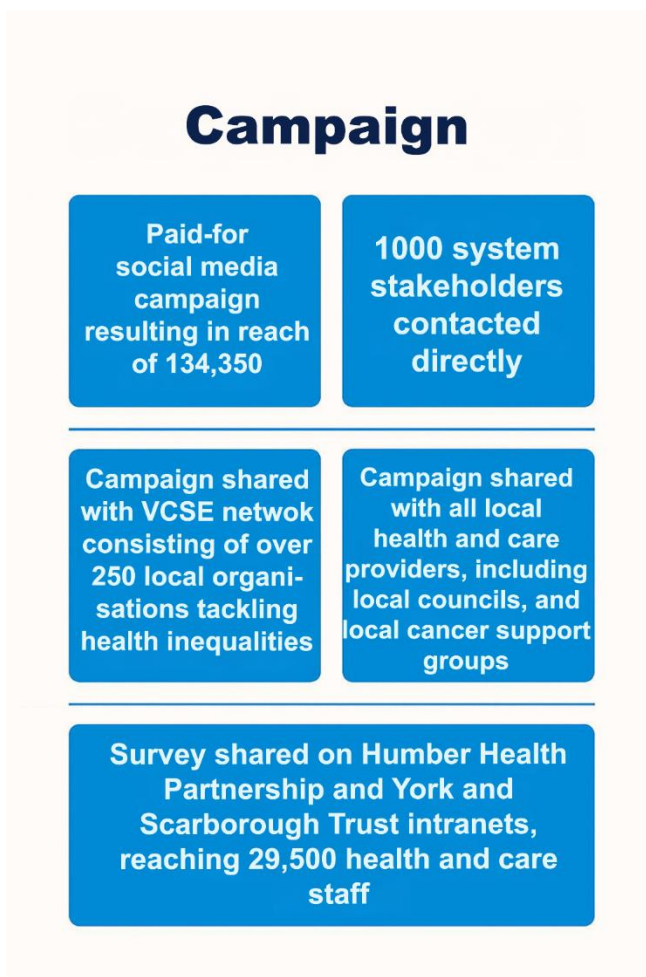 Campaign
Paid-for
social media
campaign
resulting in reach
of 134,350
1000 system
stakeholders
contacted
directly
Campaign shared
with VCSE netwok
consisting of over
250 local organi-
sations tackling
health inequalities
Campaign shared
with all local
health and care
providers, including
local councils, and
local cancer support
groups
Survey shared on Humber Health
Partnership and York and
Scarborough Trust intranets,
reaching 29,500 health and care
staff